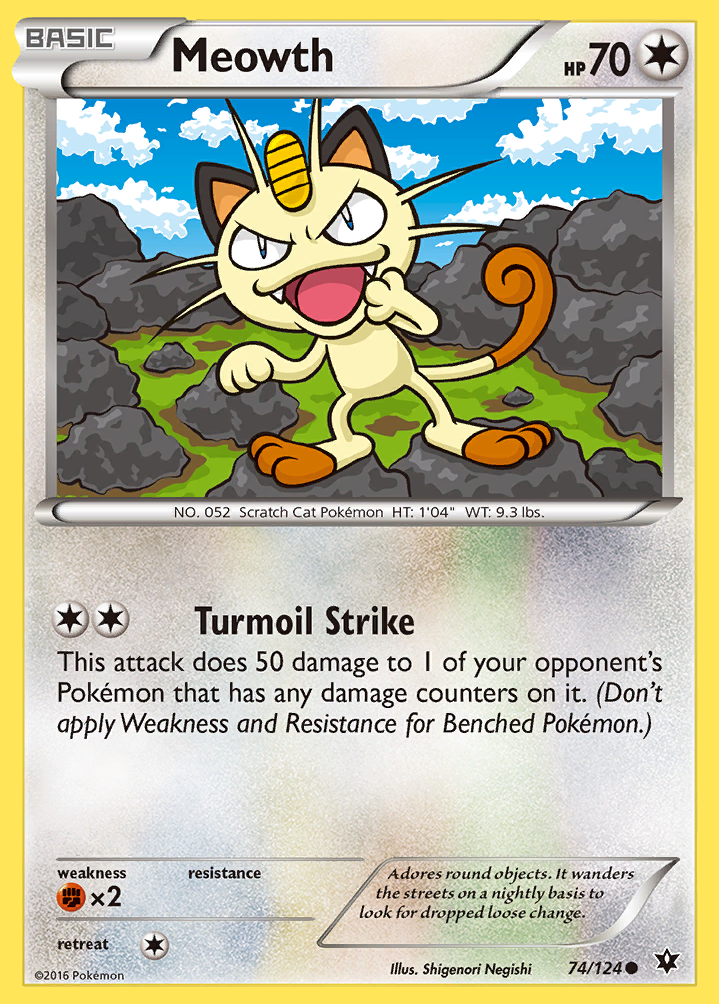 BASIC
Meowth
HP 70
NO. 052 Scratch Cat Pokémon HT: 1'04" WT: 9.3 lbs.
Turmoil Strike
This attack does 50 damage to 1 of your opponent's
Pokémon that has any damage counters on it. (Don't
apply Weakness and Resistance for Benched Pokémon.)
weakness resistance
×2
Adores round objects. It wanders
the streets on a nightly basis to
look for dropped loose change.
retreat
©2016 Pokémon
Illus. Shigenori Negishi 74/124